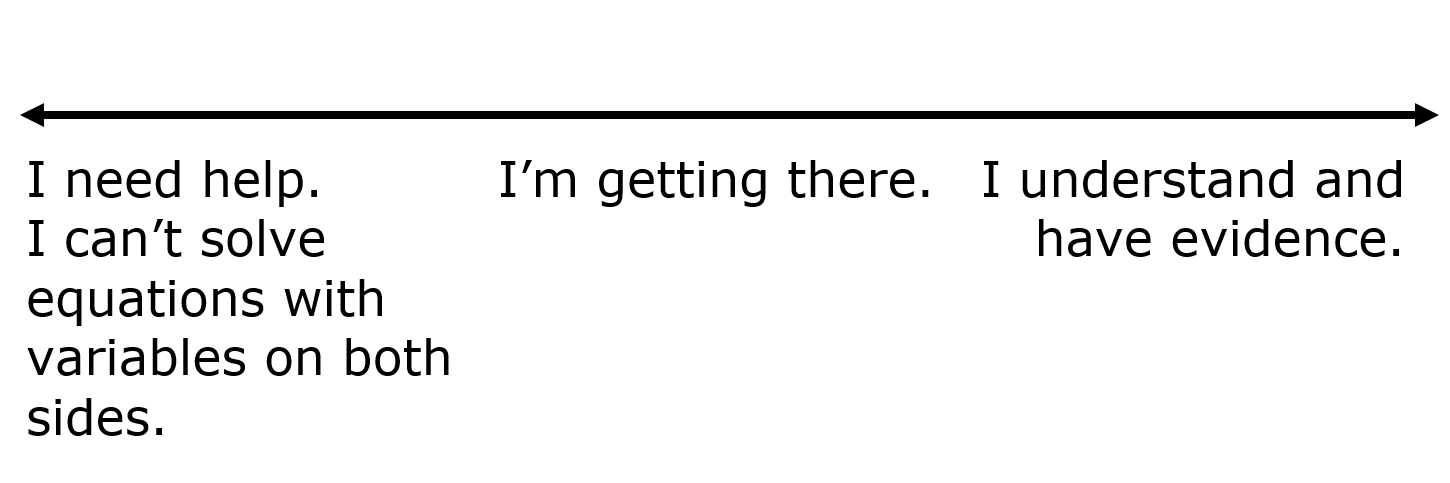 I need help.
I can’t solve
equations with
variables on both
sides.
I’m getting there.
I understand and
have evidence.